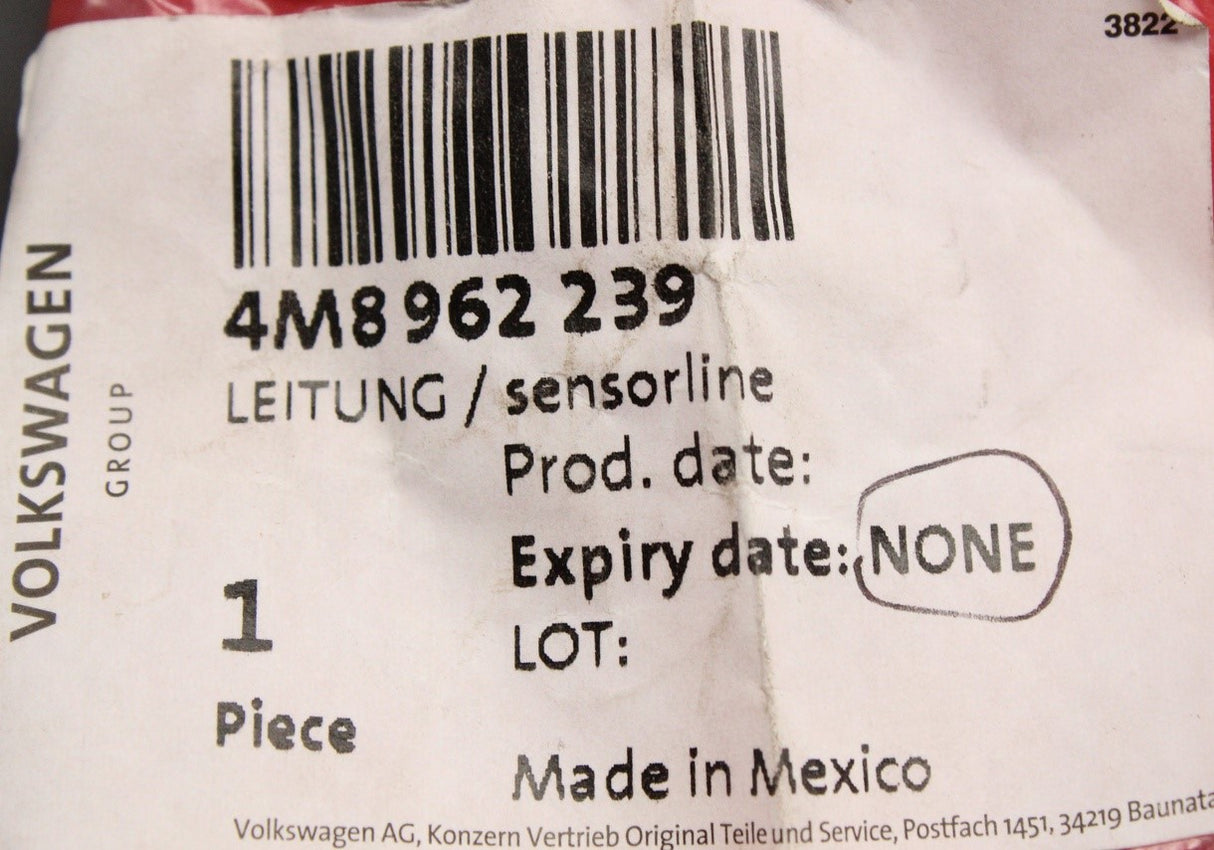 3822
4M8 962 239
LEITUNG / sensorline
Prod. date:
Expiry date: NONE
LOT:
1
Piece
Made in Mexico
Volkswagen AG, Konzern Vertrieb Original Teile und Service, Postfach 1451, 34219
VOLKSWAGEN
GROUP